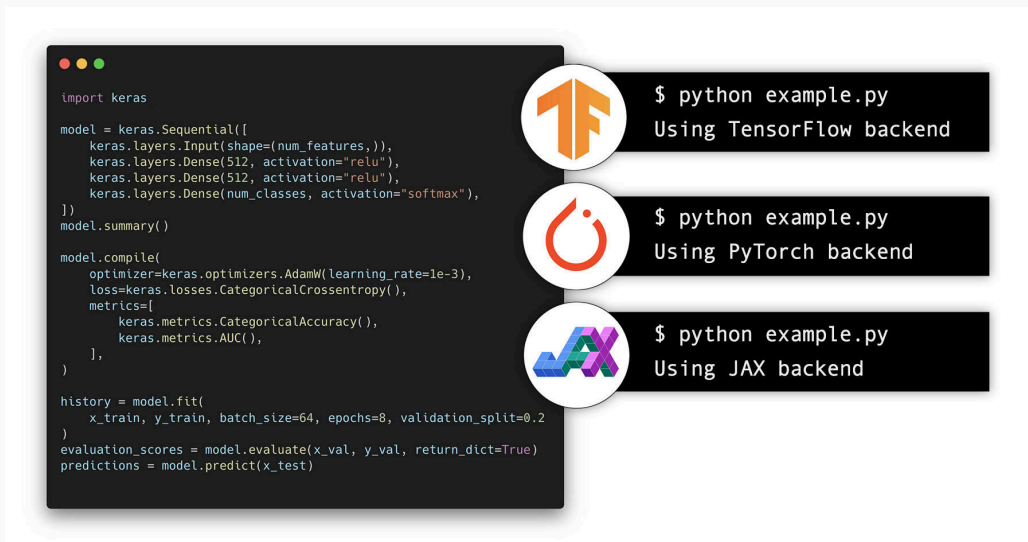 import keras
model = keras.Sequential([
    keras.layers.Input(shape=(num_features,)),
    keras.layers.Dense(512, activation="relu"),
    keras.layers.Dense(512, activation="relu"),
    keras.layers.Dense(num_classes, activation="softmax"),
])
model.summary()
model.compile(
    optimizer=keras.optimizers.AdamW(learning_rate=1e-3),
    loss=keras.losses.CategoricalCrossentropy(),
    metrics=[
        keras.metrics.CategoricalAccuracy(),
        keras.metrics.AUC(),
    ],
)
history = model.fit(
    x_train, y_train, batch_size=64, epochs=8, validation_split=0.2
)
evaluation_scores = model.evaluate(x_val, y_val, return_dict=True)
predictions = model.predict(x_test)
TF
$ python example.py
Using TensorFlow backend
$ python example.py
Using PyTorch backend
JAX
$ python example.py
Using JAX backend